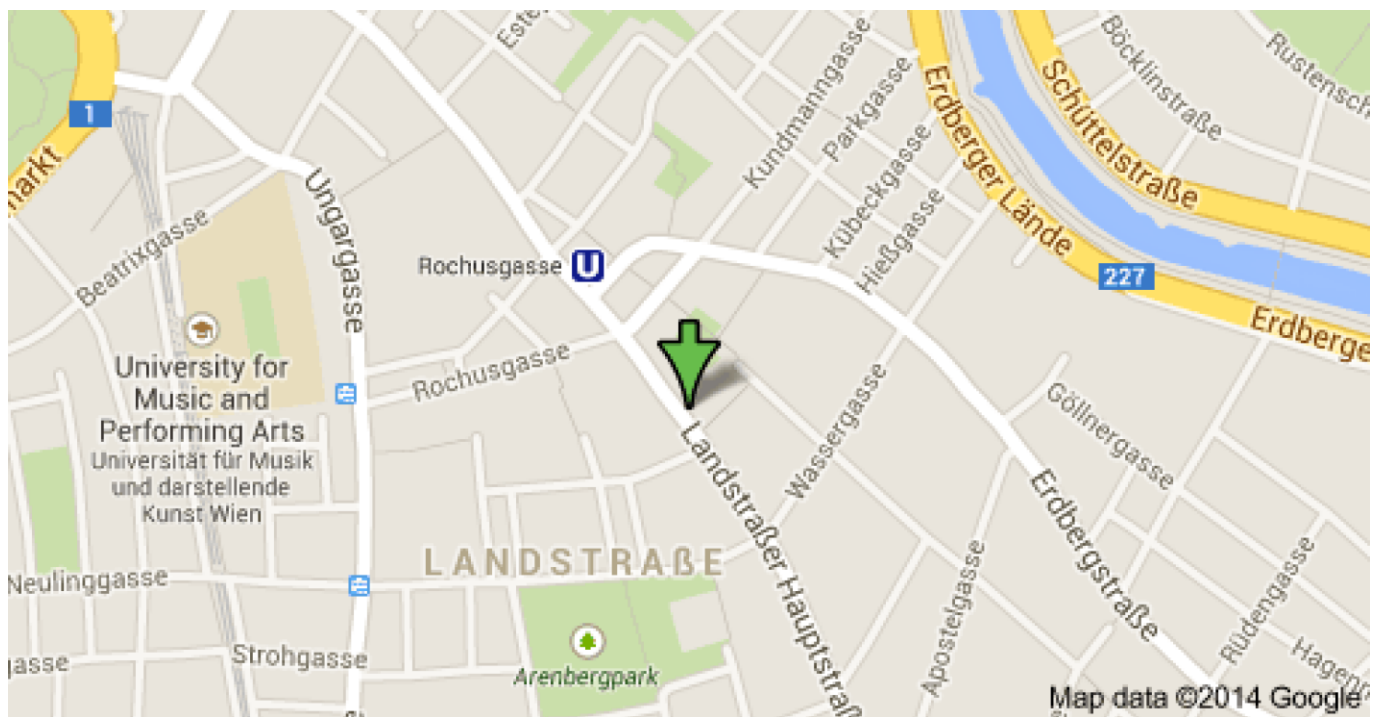 Este
Böcklinstraße
Rustensch
Kundmanngasse
Parkgasse
Erdberger Lände
Schüttelstraße
1
markt
Ungargasse
Kübeckgasse
Hießgasse
Beatrixgasse
Rochusgasse
U
227
Erdberge
University for
Music and
Performing Arts
Universität für Musik
und darstellende
Kunst Wien
Rochusgasse
Wassergasse
Göllnergasse
Landstraßer Hauptstraß
Erdbergstraße
LANDSTRAßE
Neulinggasse
Apostelgasse
Rüdengasse
gasse
Strohgasse
Arenbergpark
Hagen
Map data ©2014 Google